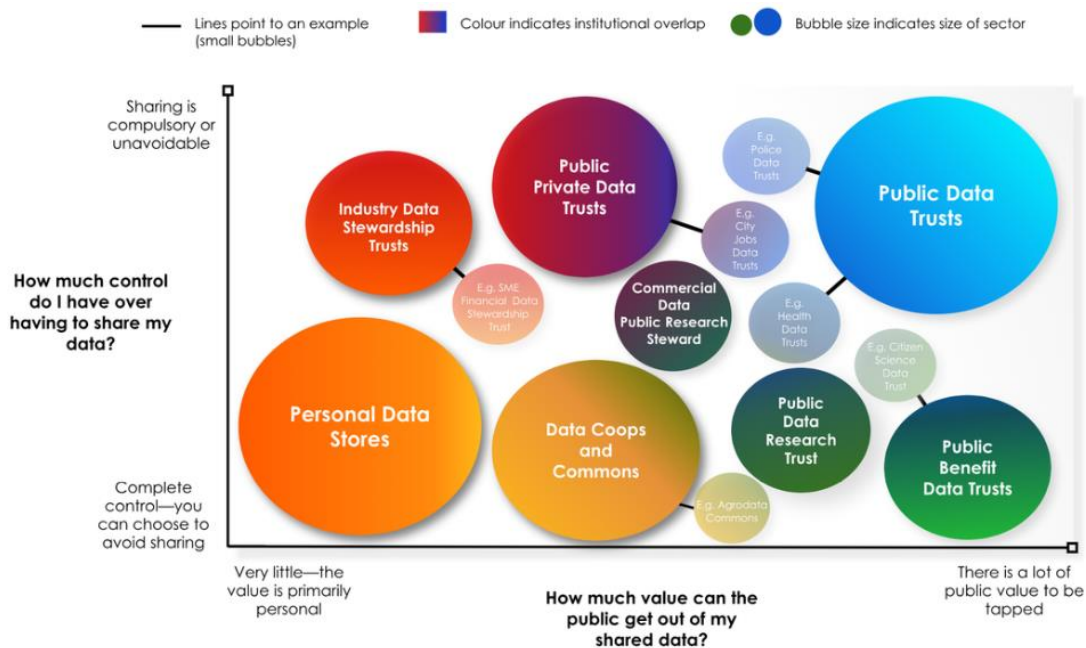 Lines point to an example
(small bubbles)
Colour indicates institutional overlap
Bubble size indicates size of sector
Sharing is
compulsory or
unavoidable
How much control
do I have over
having to share my
data?
Complete
control—you
can choose to
avoid sharing
Industry Data
Stewardship
Trusts
E.g. SME
Financial Data
Stewardship
Trust
Public
Private Data
Trusts
E.g.
City
Jobs
Data
Trusts
E.g.
Police
Data
Trusts
Public Data
Trusts
E.g.
Health
Data
Trusts
Commercial
Data
Public Research
Steward
Personal Data
Stores
Data Coops
and
Commons
E.g. Agrodata
Commons
Public
Data
Research
Trust
E.g. Citizen
Science
Data
Trust
Public
Benefit
Data Trusts
Very little—the
value is primarily
personal
How much value can the
public get out of my
shared data?
There is a lot of
public value to be
tapped